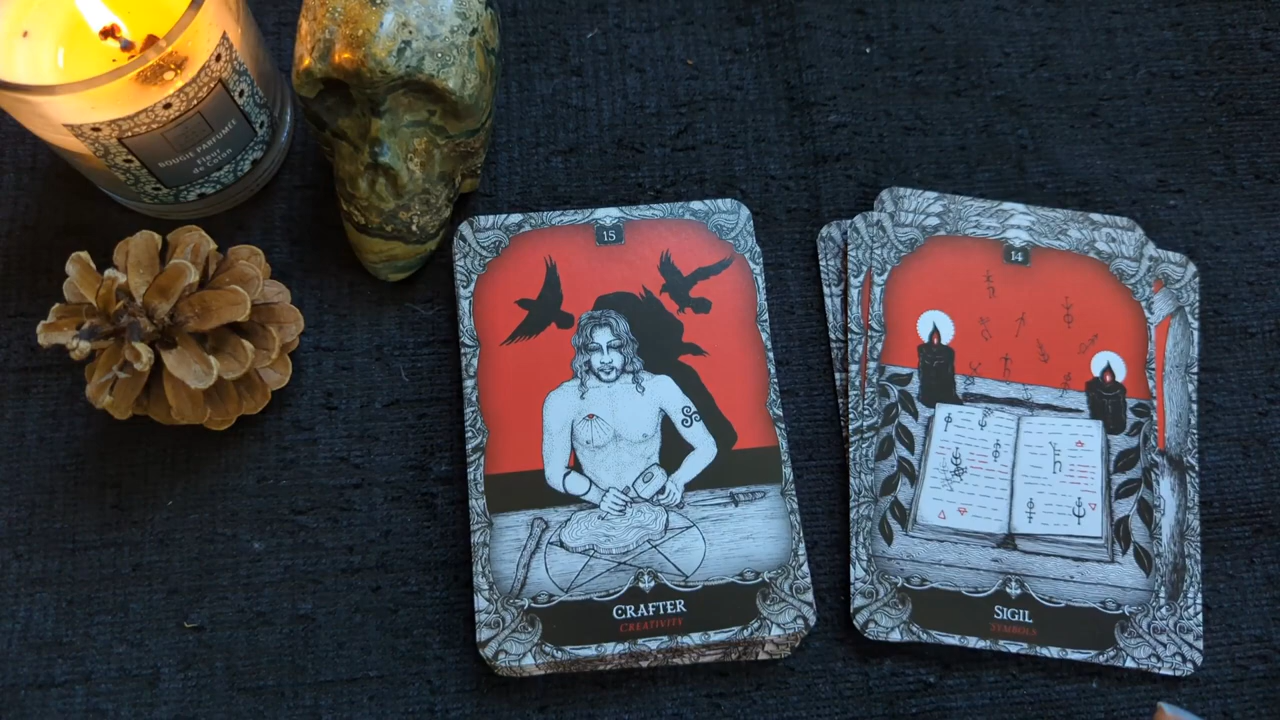 BOUGIE PARFUMÉE
Fleur
de Coton
15
CRAFTER
CREATIVITY
14
SIGIL
SYMBOLS